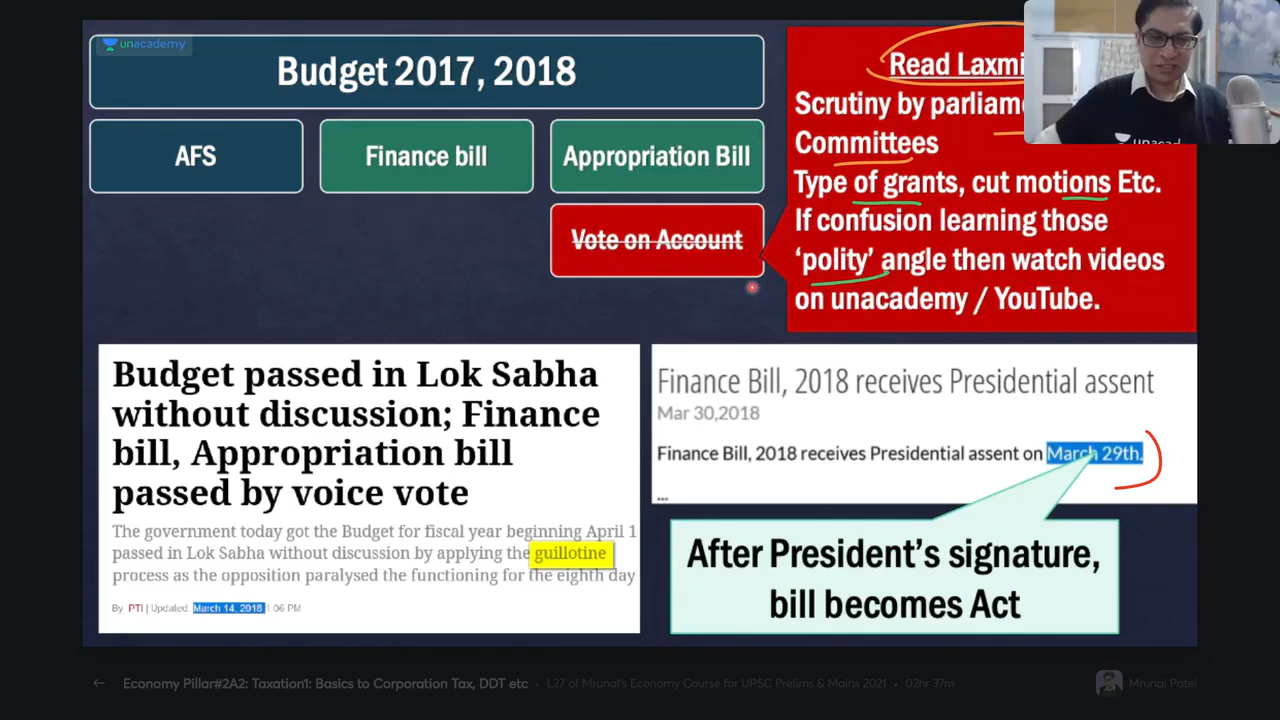 unacademy
Budget 2017, 2018
AFS
Finance bill
Appropriation Bill
Vote on Account
Read Laxmi
Scrutiny by parliame
Committees
Type of grants, cut motions Etc.
If confusion learning those
‘polity’ angle then watch videos
on unacademy / YouTube.
Budget passed in Lok Sabha
without discussion; Finance
bill, Appropriation bill
passed by voice vote
The government today got the Budget for fiscal year beginning April 1
passed in Lok Sabha without discussion by applying the guillotine
process as the opposition paralysed the functioning for the eighth day
By PTI | Updated: March 14, 2018 1:06 PM
Finance Bill, 2018 receives Presidential assent
Mar 30,2018
Finance Bill, 2018 receives Presidential assent on March 29th.
...
After President’s signature,
bill becomes Act
unacad
Economy Pillar#2A2: Taxation1: Basics to Corporation Tax, DDT etc • L27 of Mrunal's Economy Course for UPSC Prelims & Mains 2021 • 02hr 37m
Mrunal Patel